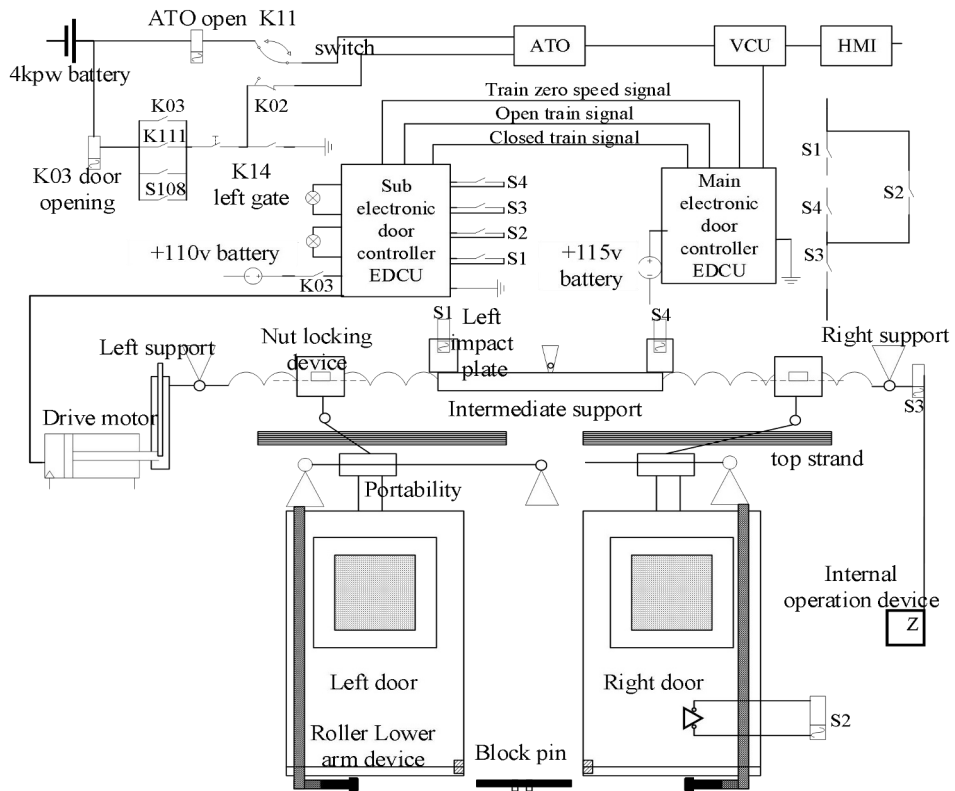 ATO open K11
switch
ATO
VCU
HMI
4kpw battery
K02
Train zero speed signal
K03
Open train signal
K111
Closed train signal
S1
K14
left gate
K03 door
opening
S108
Sub
electronic
door
controller
EDCU
S4
S3
S2
S1
Main
electronic
door
controller
EDCU
S4
S2
S3
+110v battery
K03
+115v
battery
S1
S4
Left
impact
plate
Left support
Nut locking
device
Right support
S3
Intermediate support
Drive motor
top strand
Portability
Internal
operation device
Z
Left door
Right door
S2
Roller Lower
arm device
Block pin